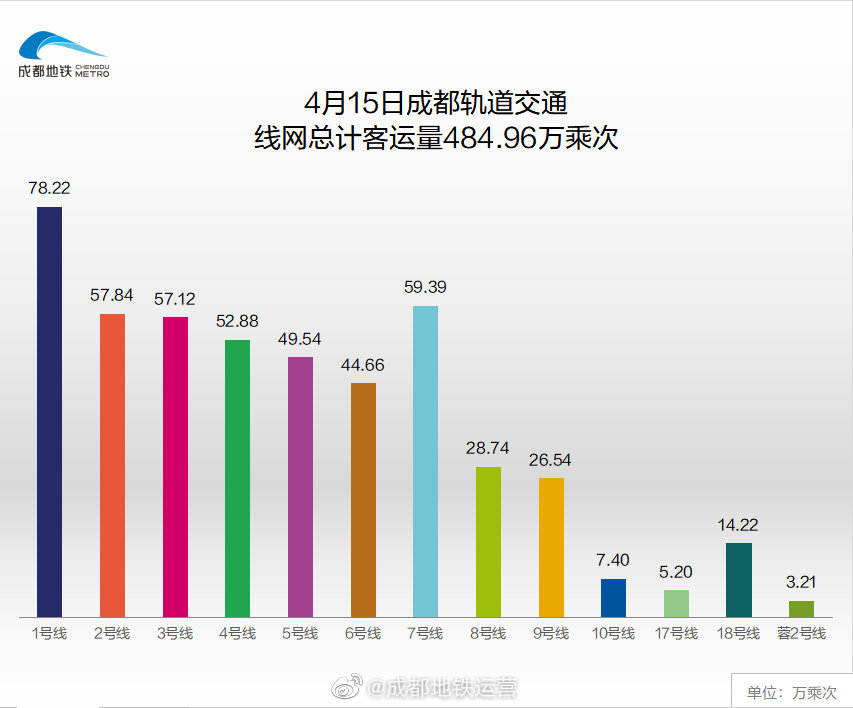 成都地铁 CHENGDU METRO
4月15日成都轨道交通
线网总计客运量484.96万乘次
78.22
57.84
57.12
52.88
49.54
44.66
59.39
28.74
26.54
7.40
5.20
14.22
3.21
1号线
2号线
3号线
4号线
5号线
6号线
7号线
8号线
9号线
10号线
17号线
18号线
蓉2号线
@成都地铁运营
单位：万乘次